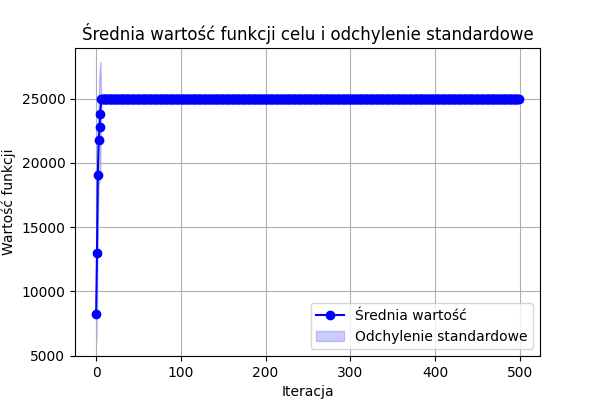 Średnia wartość funkcji celu i odchylenie standardowe
25000
20000
15000
10000
5000
Wartość funkcji
0 100 200 300 400 500
Iteracja
Średnia wartość
Odchylenie standardowe